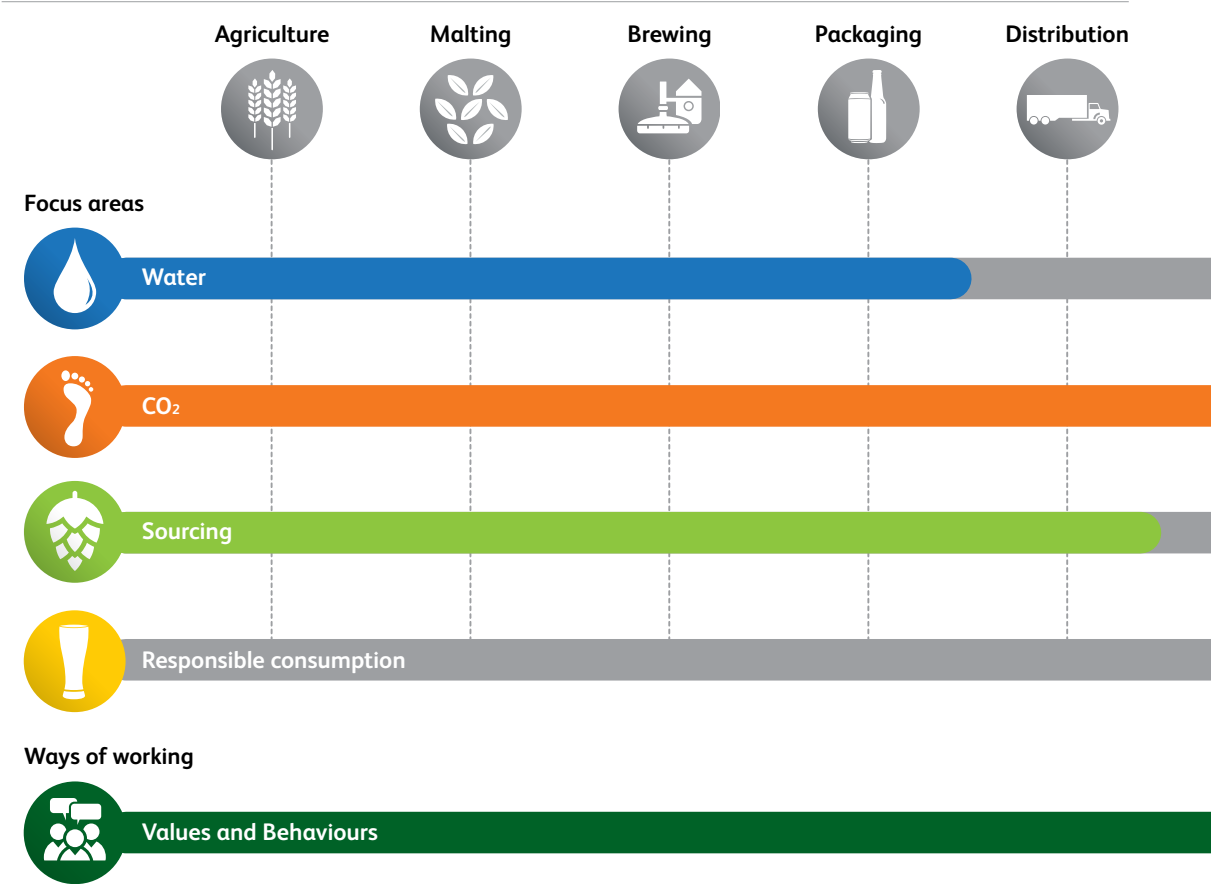 Agriculture
Malting
Brewing
Packaging
Distribution
Focus areas
Water
CO₂
Sourcing
Responsible consumption
Ways of working
Values and Behaviours